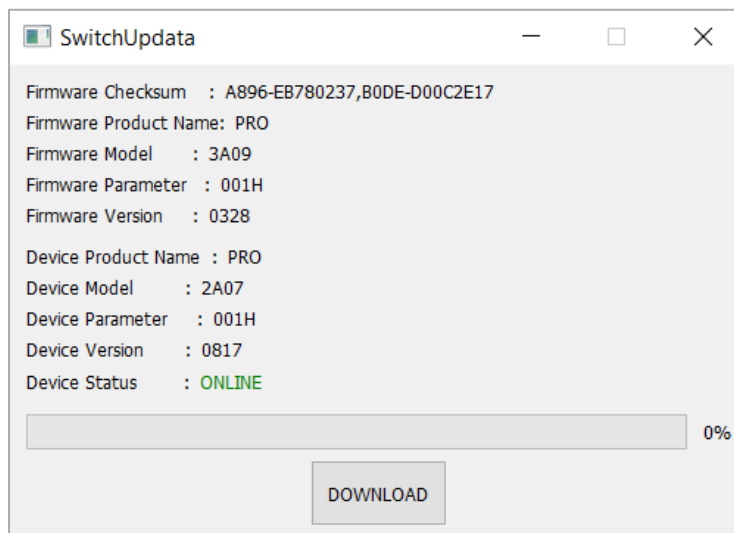 SwitchUpdata
Firmware Checksum : A896-EB780237,B0DE-D00C2E17
Firmware Product Name: PRO
Firmware Model : 3A09
Firmware Parameter : 001H
Firmware Version : 0328
Device Product Name : PRO
Device Model : 2A07
Device Parameter : 001H
Device Version : 0817
Device Status : ONLINE
0%
DOWNLOAD